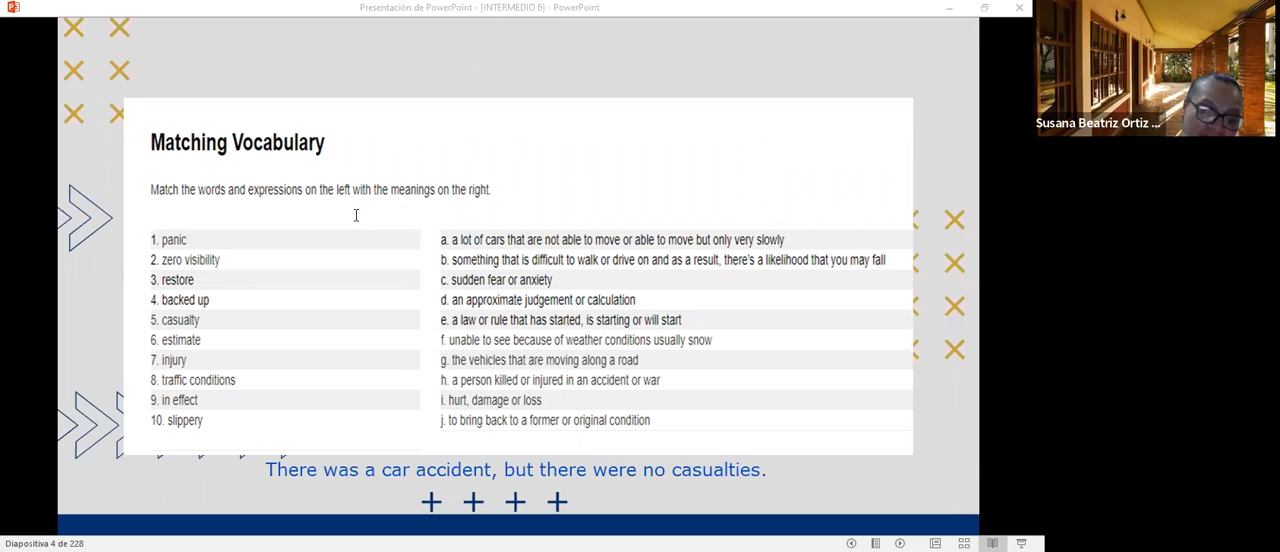 Presentación de PowerPoint - [INTERMEDIO 6] - PowerPoint
Susana Beatriz Ortiz ...
Matching Vocabulary
Match the words and expressions on the left with the meanings on the right.
1. panic
2. zero visibility
3. restore
4. backed up
5. casualty
6. estimate
7. injury
8. traffic conditions
9. in effect
10. slippery
a. a lot of cars that are not able to move or able to move but only very slowly
b. something that is difficult to walk or drive on and as a result, there's a likelihood that you may fall
c. sudden fear or anxiety
d. an approximate judgement or calculation
e. a law or rule that has started, is starting or will start
f. unable to see because of weather conditions usually snow
g. the vehicles that are moving along a road
h. a person killed or injured in an accident or war
i. hurt, damage or loss
j. to bring back to a former or original condition
There was a car accident, but there were no casualties.
Diapositiva 4 de 228